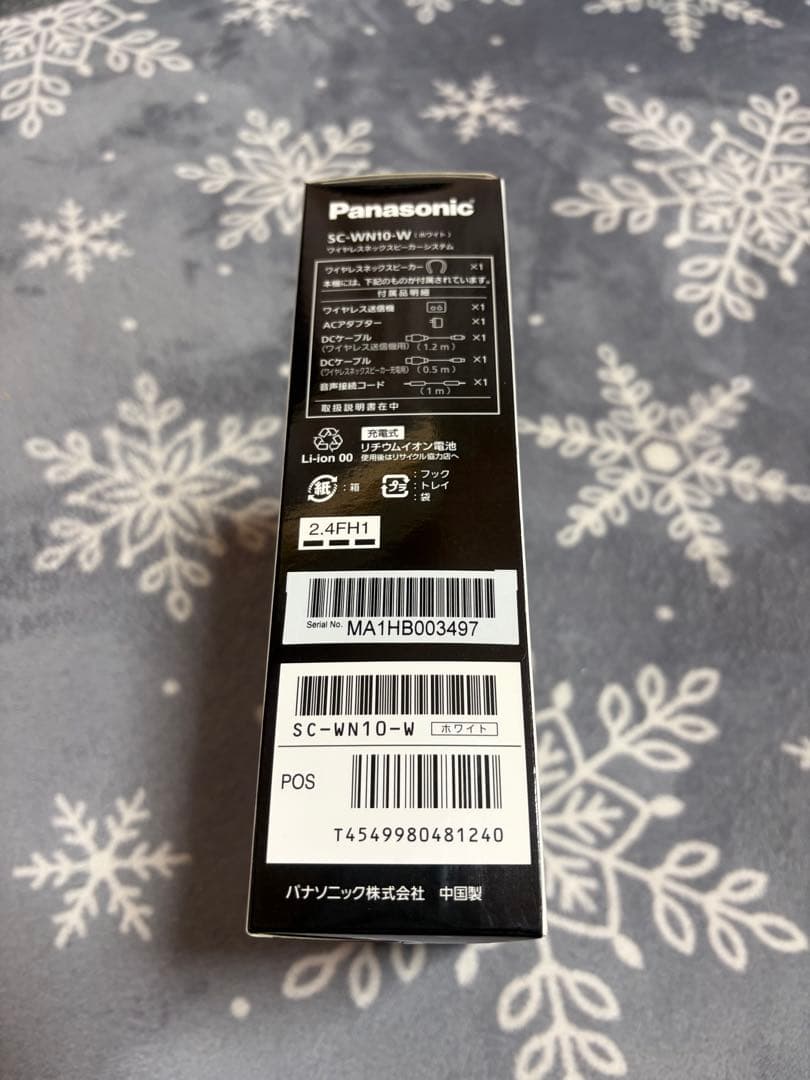 Panasonic
SC-WN10-W(ホワイト)
ワイヤレスネックスピーカーシステム
ワイヤレスネックスピーカー ×1
本機には、下記のものが付属されています。
付属品明細
ワイヤレス送信機 ×1
ACアダプター ×1
DCケーブル ×1
(ワイヤレス送信機用) (1.2m)
DCケーブル ×1
(ワイヤレスネックスピーカー充電用) (0.5m)
音声接続コード ×1
(1m)
取扱説明書在中
充電式
リチウムイオン電池
Li-ion 00 使用後はリサイクル協力店へ
紙 :箱
プラ :フック
:トレイ
:袋
2.4FH1
Serial No. MA1HB003497
SC-WN10-W ホワイト
POS
T4549980481240
パナソニック株式会社 中国製